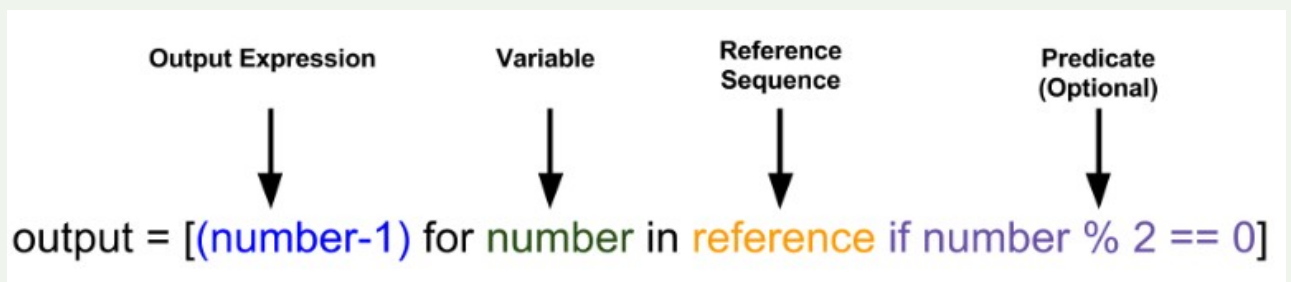 Output Expression
Variable
Reference
Sequence
Predicate
(Optional)
output = [(number-1) for number in reference if number % 2 == 0]